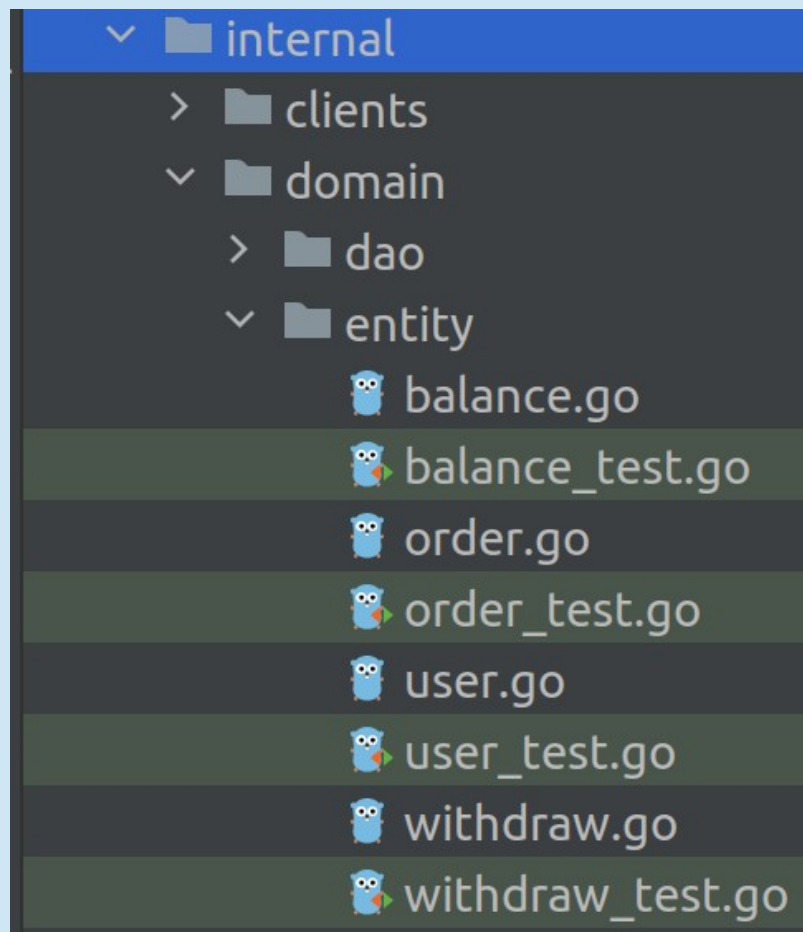 internal
clients
domain
dao
entity
balance.go
balance_test.go
order.go
order_test.go
user.go
user_test.go
withdraw.go
withdraw_test.go